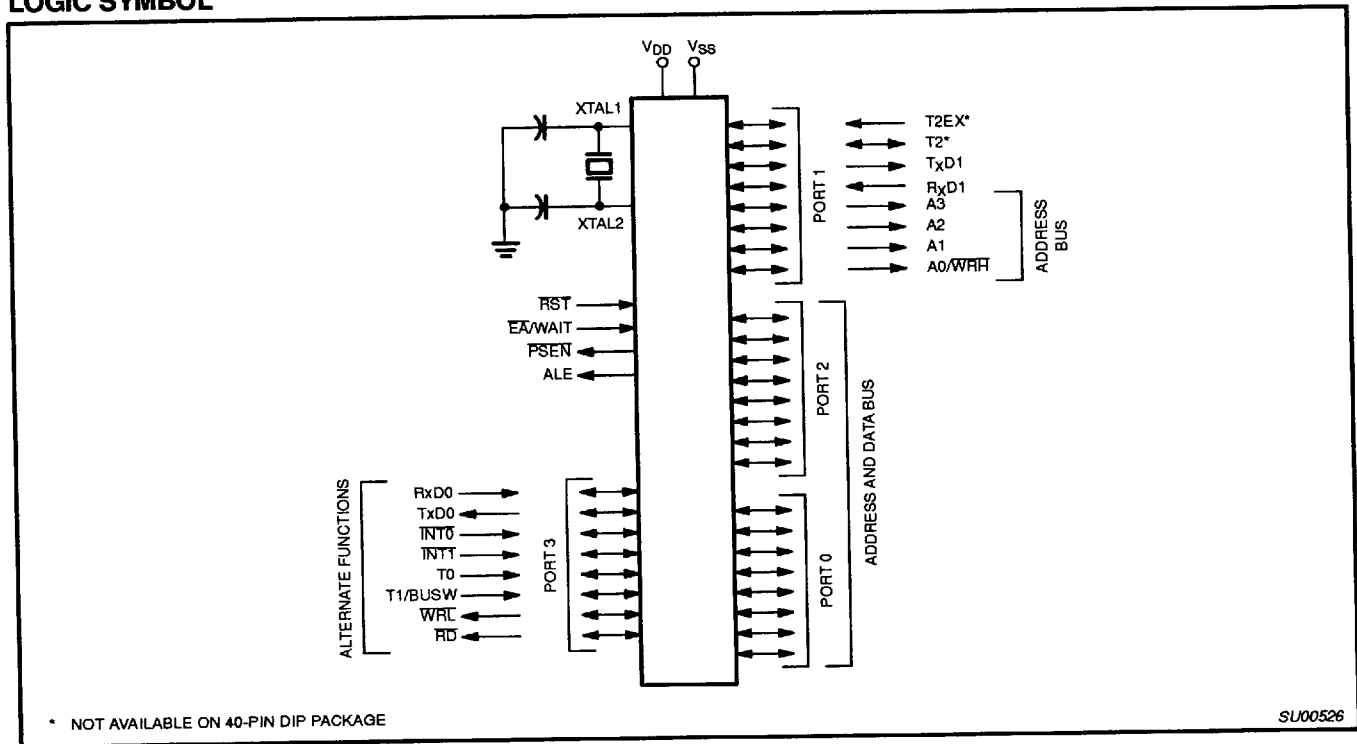 LOGIC SYMBOL
VDD VSS
XTAL1
XTAL2
T2EX*
T2*
TXD1
RXD1
A3
A2
A1
A0/WRH
PORT 1
ADDRESS
BUS
RST
EA/WAIT
PSEN
ALE
PORT 2
ADDRESS AND DATA BUS
ALTERNATE FUNCTIONS
RxD0
TxD0
INT0
INT1
T0
T1/BUSW
WRL
RD
PORT 3
PORT 0
* NOT AVAILABLE ON 40-PIN DIP PACKAGE
SU00526